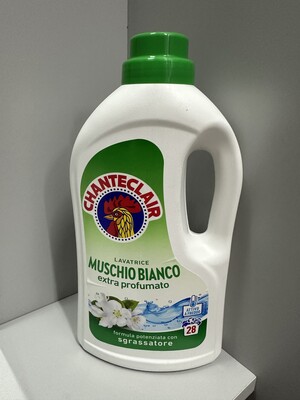 CHANTECLAIR
LAVATRICE
MUSCHIO BIANCO
extra profumato
28
formula potenziata con
sgrassatore